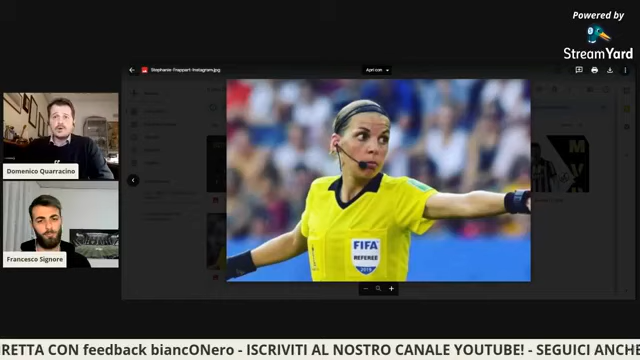 Powered by
StreamYard
Stephanie-Frappart-Instagram.jpg
Apri con
Domenico Quarracino
Francesco Signore
FIFA
REFEREE
2019
RETTA CON feedback biancONero - ISCRIVITI AL NOSTRO CANALE YOUTUBE! - SEGUICI ANCHE